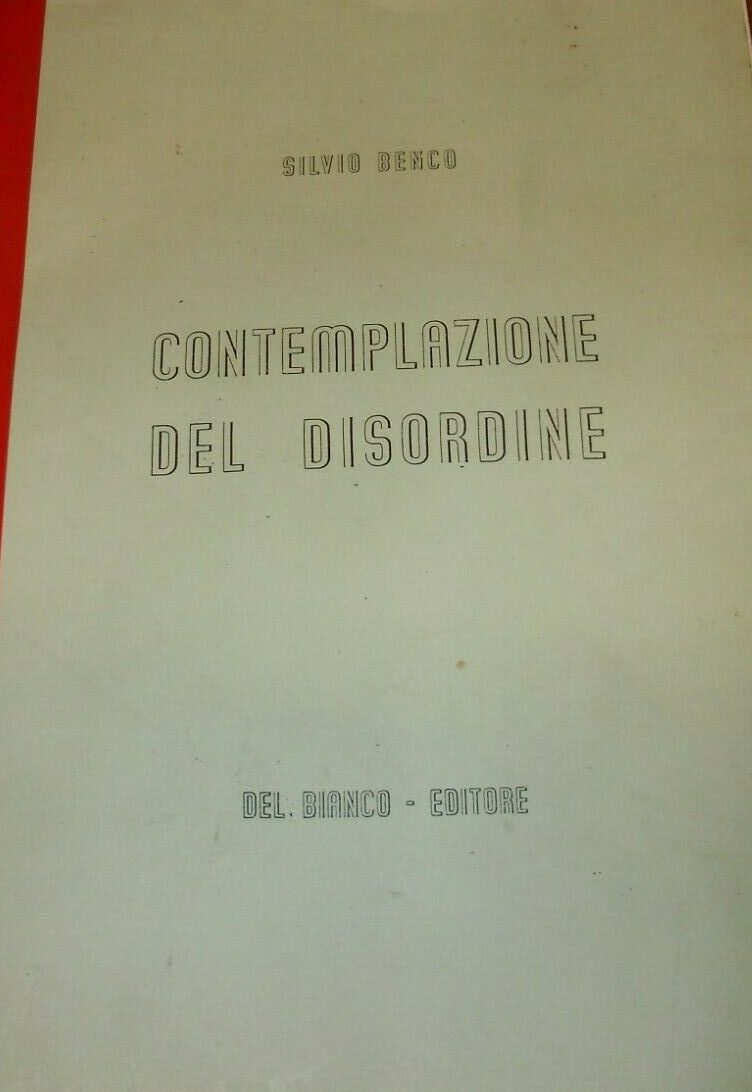 SILVIO BENCO
CONTEMPLAZIONE
DEL DISORDINE
DEL. BIANCO - EDITORE